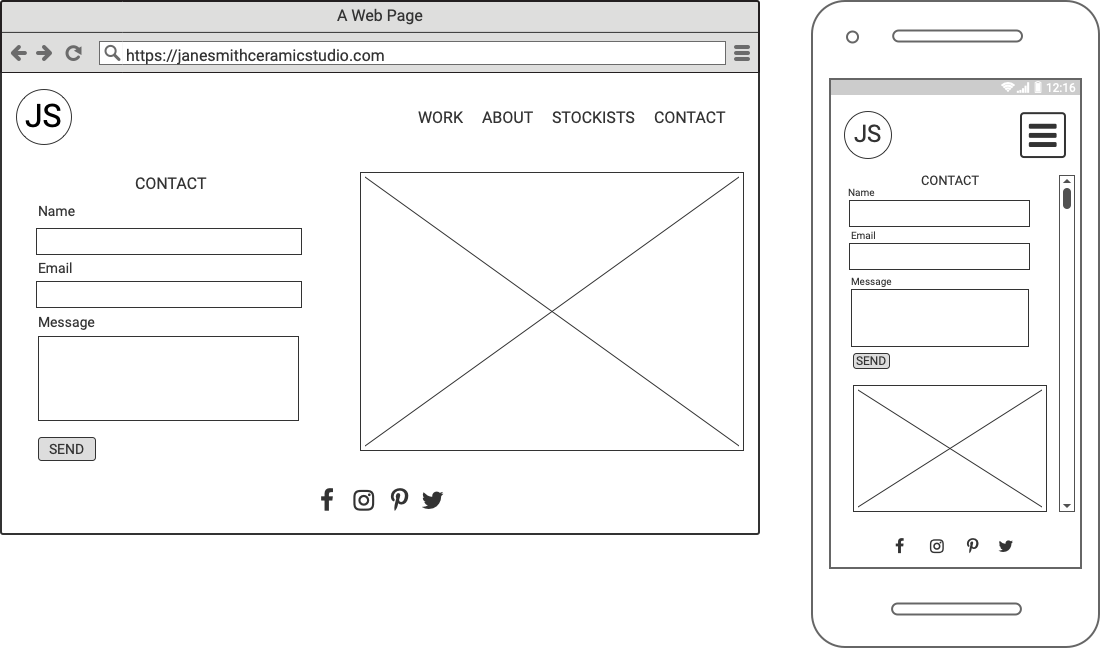 A Web Page
https://janesmithceramicstudio.com
JS
WORK ABOUT STOCKISTS CONTACT
CONTACT
Name
Email
Message
SEND
12:16
JS
CONTACT
Name
Email
Message
SEND